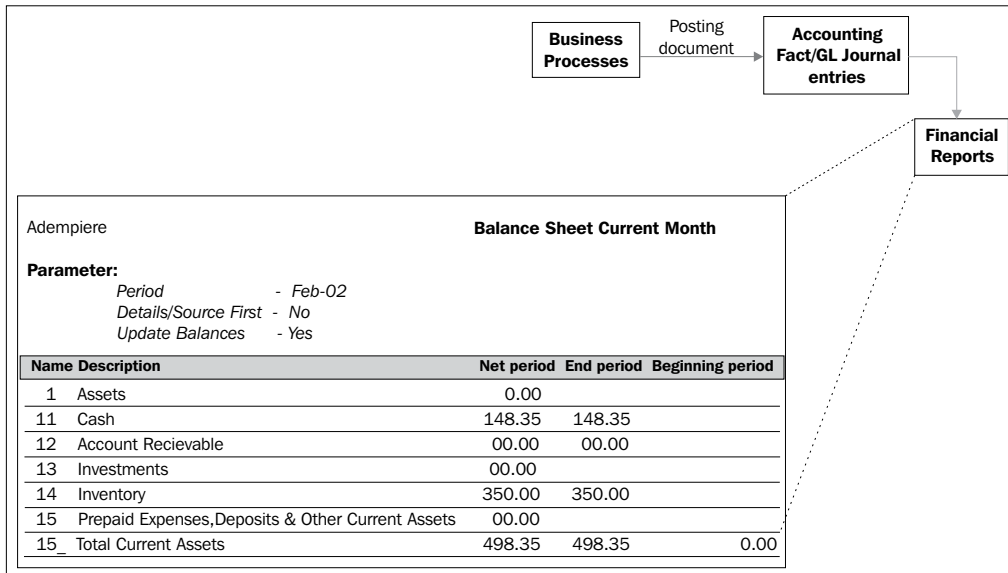 Business
Processes
Posting
document
Accounting
Fact/GL Journal
entries
Financial
Reports
Adempiere
Balance Sheet Current Month
Parameter:
Period - Feb-02
Details/Source First - No
Update Balances - Yes
Name Description Net period End period Beginning period
1 Assets 0.00
11 Cash 148.35 148.35
12 Account Recievable 00.00 00.00
13 Investments 00.00
14 Inventory 350.00 350.00
15 Prepaid Expenses,Deposits & Other Current Assets 00.00
15_ Total Current Assets 498.35 498.35 0.00